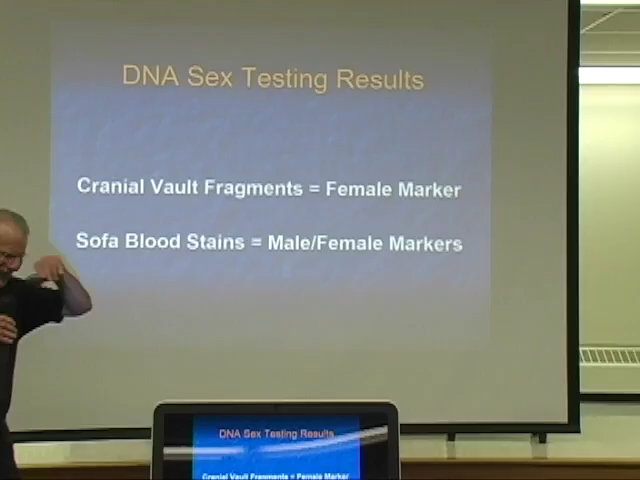 DNA Sex Testing Results
Cranial Vault Fragments = Female Marker
Sofa Blood Stains = Male/Female Markers
DNA Sex Testing Results
Cranial Vault Fragments = Female Marker